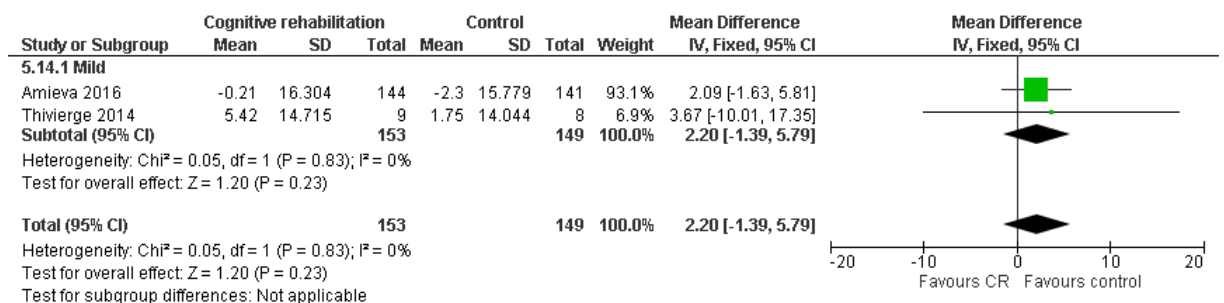 Cognitive rehabilitation Control Mean Difference Mean Difference
Study or Subgroup Mean SD Total Mean SD Total Weight IV, Fixed, 95% CI IV, Fixed, 95% CI
5.14.1 Mild
Amieva 2016 -0.21 16.304 144 -2.3 15.779 141 93.1% 2.09 [-1.63, 5.81]
Thivierge 2014 5.42 14.715 9 1.75 14.044 8 6.9% 3.67 [-10.01, 17.35]
Subtotal (95% CI) 153 149 100.0% 2.20 [-1.39, 5.79]
Heterogeneity: Chi² = 0.05, df = 1 (P = 0.83); I² = 0%
Test for overall effect: Z = 1.20 (P = 0.23)
Total (95% CI) 153 149 100.0% 2.20 [-1.39, 5.79]
Heterogeneity: Chi² = 0.05, df = 1 (P = 0.83); I² = 0%
Test for overall effect: Z = 1.20 (P = 0.23)
Test for subgroup differences: Not applicable
-20 -10 0 10 20
Favours CR Favours control